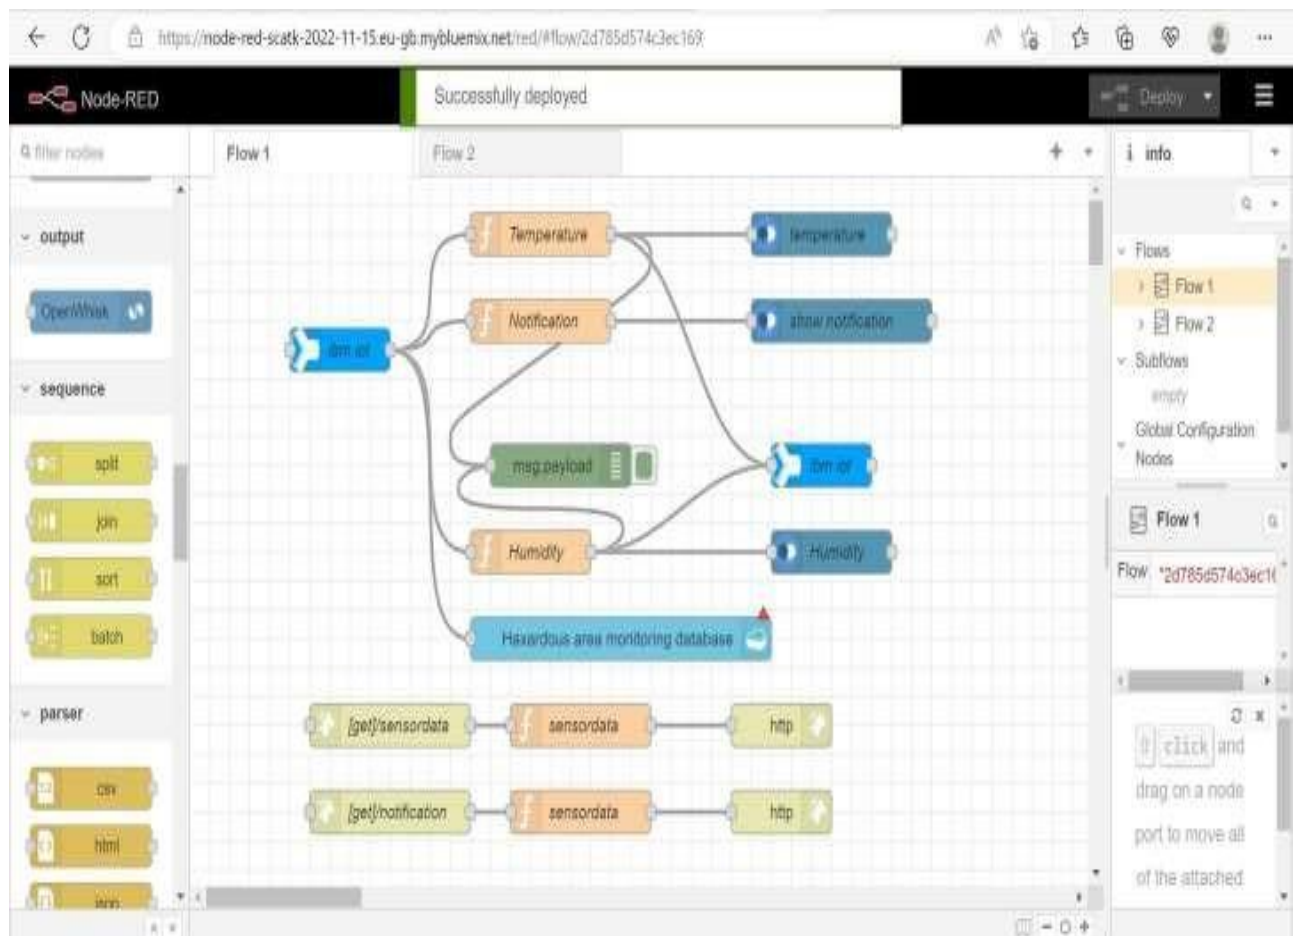 https://node-red-scatk-2022-11-15.eu-gb.mybluemix.net/red/#flow/2d785d574c3ec169
Node-RED
Successfully deployed
Deploy
filter nodes
Flow 1
Flow 2
i info
output
OpenWhisk
sequence
split
join
sort
batch
parser
csv
html
json
Temperature
temperature
Notification
show notification
ibm iot
msg.payload
ibm iot
Humidity
Humidity
Hazardous area monitoring database
[get]/sensordata
sensordata
http
[get]/notification
sensordata
http
Flows
Flow 1
Flow 2
Subflows
empty
Global Configuration
Nodes
Flow 1
Flow "2d785d574c3ec16
click and
drag on a node
port to move all
of the attached